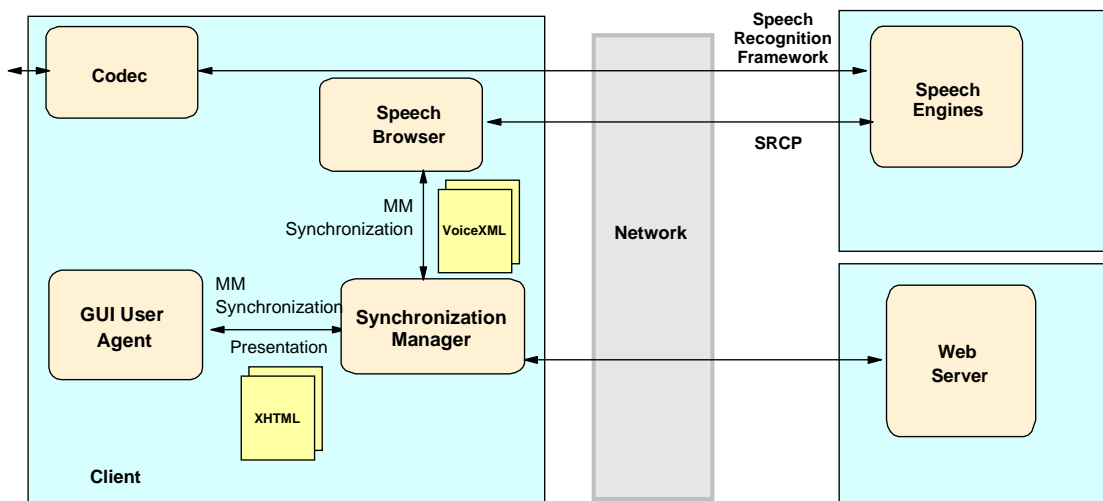 Codec
Speech
Browser
MM
Synchronization
VoiceXML
GUI User
Agent
MM
Synchronization
Presentation
XHTML
Synchronization
Manager
Client
Network
Speech
Recognition
Framework
SRCP
Speech
Engines
Web
Server